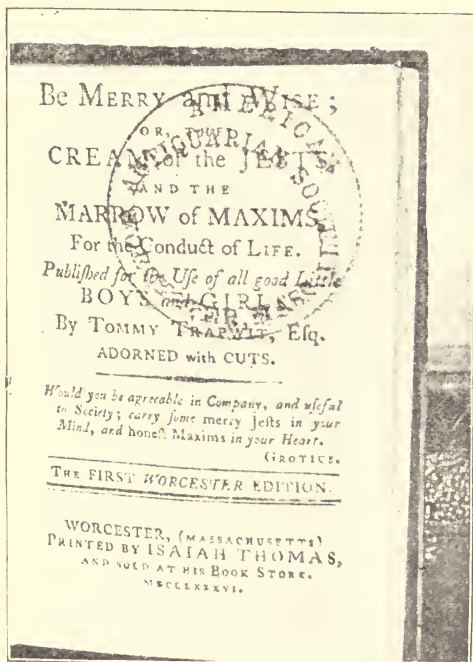 Be MERRY and WISE;
OR, THE
CREAM of the JESTS,
AND THE
MARROW of MAXIMS,
For the Conduct of LIFE.
Publiſhed for the Uſe of all good Little
BOYS and GIRLS.
By TOMMY TRAPWIT, Eſq.
ADORNED with CUTS.
Would you be agreeable in Company, and uſeful
to Society; carry ſome merry Jeſts in your
Mind, and honeſt Maxims in your Heart.
GROTIUS.
THE FIRST WORCESTER EDITION.
WORCESTER, (MASSACHUSETTS)
PRINTED BY ISAIAH THOMAS,
AND SOLD AT HIS BOOK STORE.
MDCCLXXXVI.
AMERICAN
ANTIQUARIAN SOCIETY